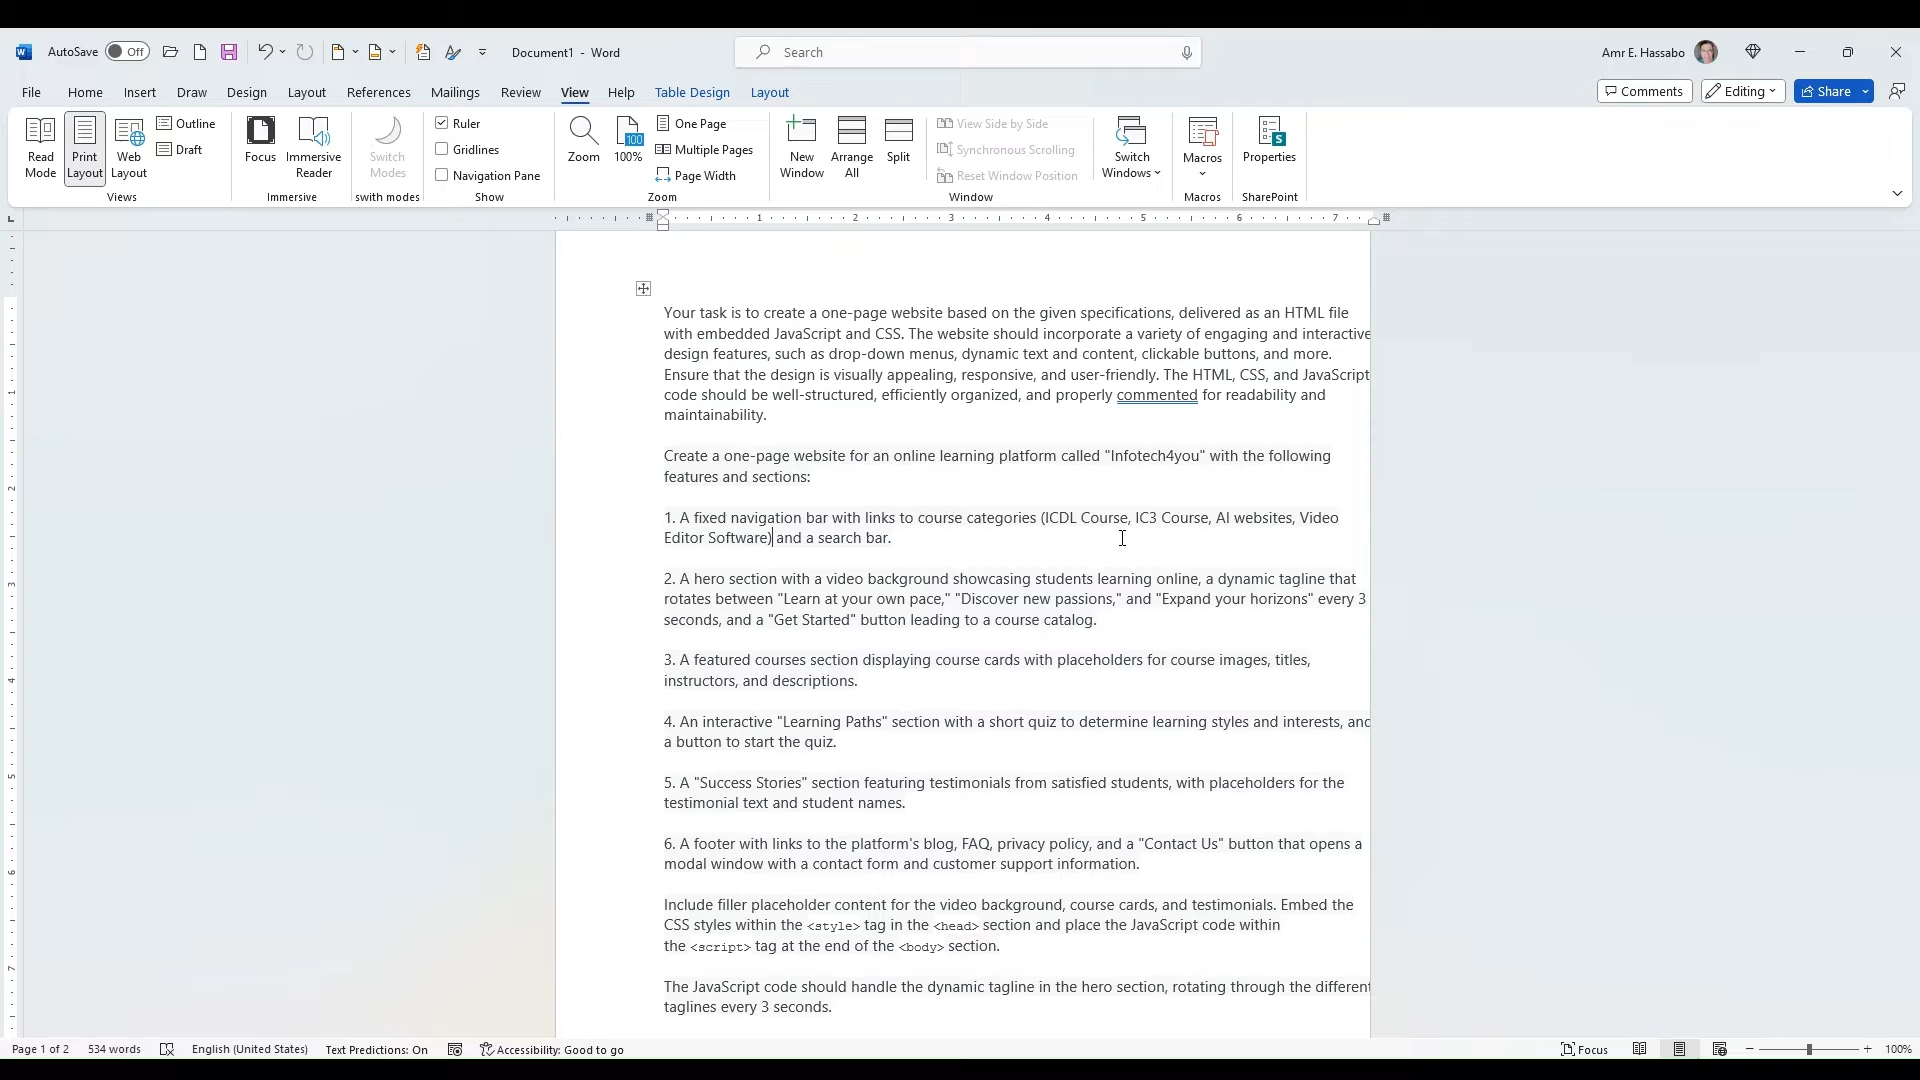 AutoSave Off Document1 - Word Search Amr E. Hassabo
File Home Insert Draw Design Layout References Mailings Review View Help Table Design Layout Comments Editing Share
Read Mode Print Layout Web Layout Outline Draft
Views
Focus Immersive Reader
Immersive
Switch Modes
swith modes
Ruler
Gridlines
Navigation Pane
Show
Zoom 100 100% One Page Multiple Pages Page Width
Zoom
New Window Arrange All Split View Side by Side Synchronous Scrolling Reset Window Position Switch Windows
Window
Macros
Macros
Properties
SharePoint
1 2 3 4 5 6 7
Your task is to create a one-page website based on the given specifications, delivered as an HTML file
with embedded JavaScript and CSS. The website should incorporate a variety of engaging and interactive
design features, such as drop-down menus, dynamic text and content, clickable buttons, and more.
Ensure that the design is visually appealing, responsive, and user-friendly. The HTML, CSS, and JavaScript
code should be well-structured, efficiently organized, and properly commented for readability and
maintainability.
Create a one-page website for an online learning platform called "Infotech4you" with the following
features and sections:
1. A fixed navigation bar with links to course categories (ICDL Course, IC3 Course, AI websites, Video
Editor Software) and a search bar.
2. A hero section with a video background showcasing students learning online, a dynamic tagline that
rotates between "Learn at your own pace," "Discover new passions," and "Expand your horizons" every 3
seconds, and a "Get Started" button leading to a course catalog.
3. A featured courses section displaying course cards with placeholders for course images, titles,
instructors, and descriptions.
4. An interactive "Learning Paths" section with a short quiz to determine learning styles and interests, and
a button to start the quiz.
5. A "Success Stories" section featuring testimonials from satisfied students, with placeholders for the
testimonial text and student names.
6. A footer with links to the platform's blog, FAQ, privacy policy, and a "Contact Us" button that opens a
modal window with a contact form and customer support information.
Include filler placeholder content for the video background, course cards, and testimonials. Embed the
CSS styles within the <style> tag in the <head> section and place the JavaScript code within
the <script> tag at the end of the <body> section.
The JavaScript code should handle the dynamic tagline in the hero section, rotating through the different
taglines every 3 seconds.
1
2
3
4
5
6
7
Page 1 of 2 534 words English (United States) Text Predictions: On Accessibility: Good to go Focus 100%